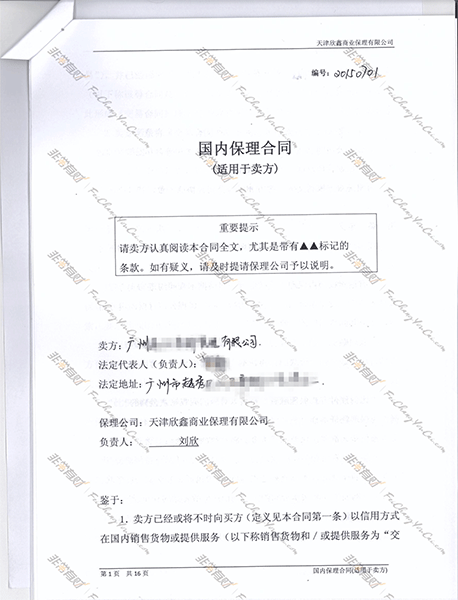 天津欣鑫商业保理有限公司
编号：20150701
国内保理合同
(适用于卖方)
重要提示
请卖方认真阅读本合同全文，尤其是带有▲▲标记的
条款。如有疑义，请及时提请保理公司予以说明。
卖方：广州 有限公司
法定代表人（负责人）：
法定地址：广州市越秀
保理公司：天津欣鑫商业保理有限公司
负责人： 刘欣
鉴于：
1．卖方已经或将不时向买方（定义见本合同第一条）以信用方式
在国内销售货物或提供服务（以下称销售货物和／或提供服务为“交
第 1 页 共 16 页 国内保理合同(适用于卖方)
非常有财 FeiChangYouCai.com